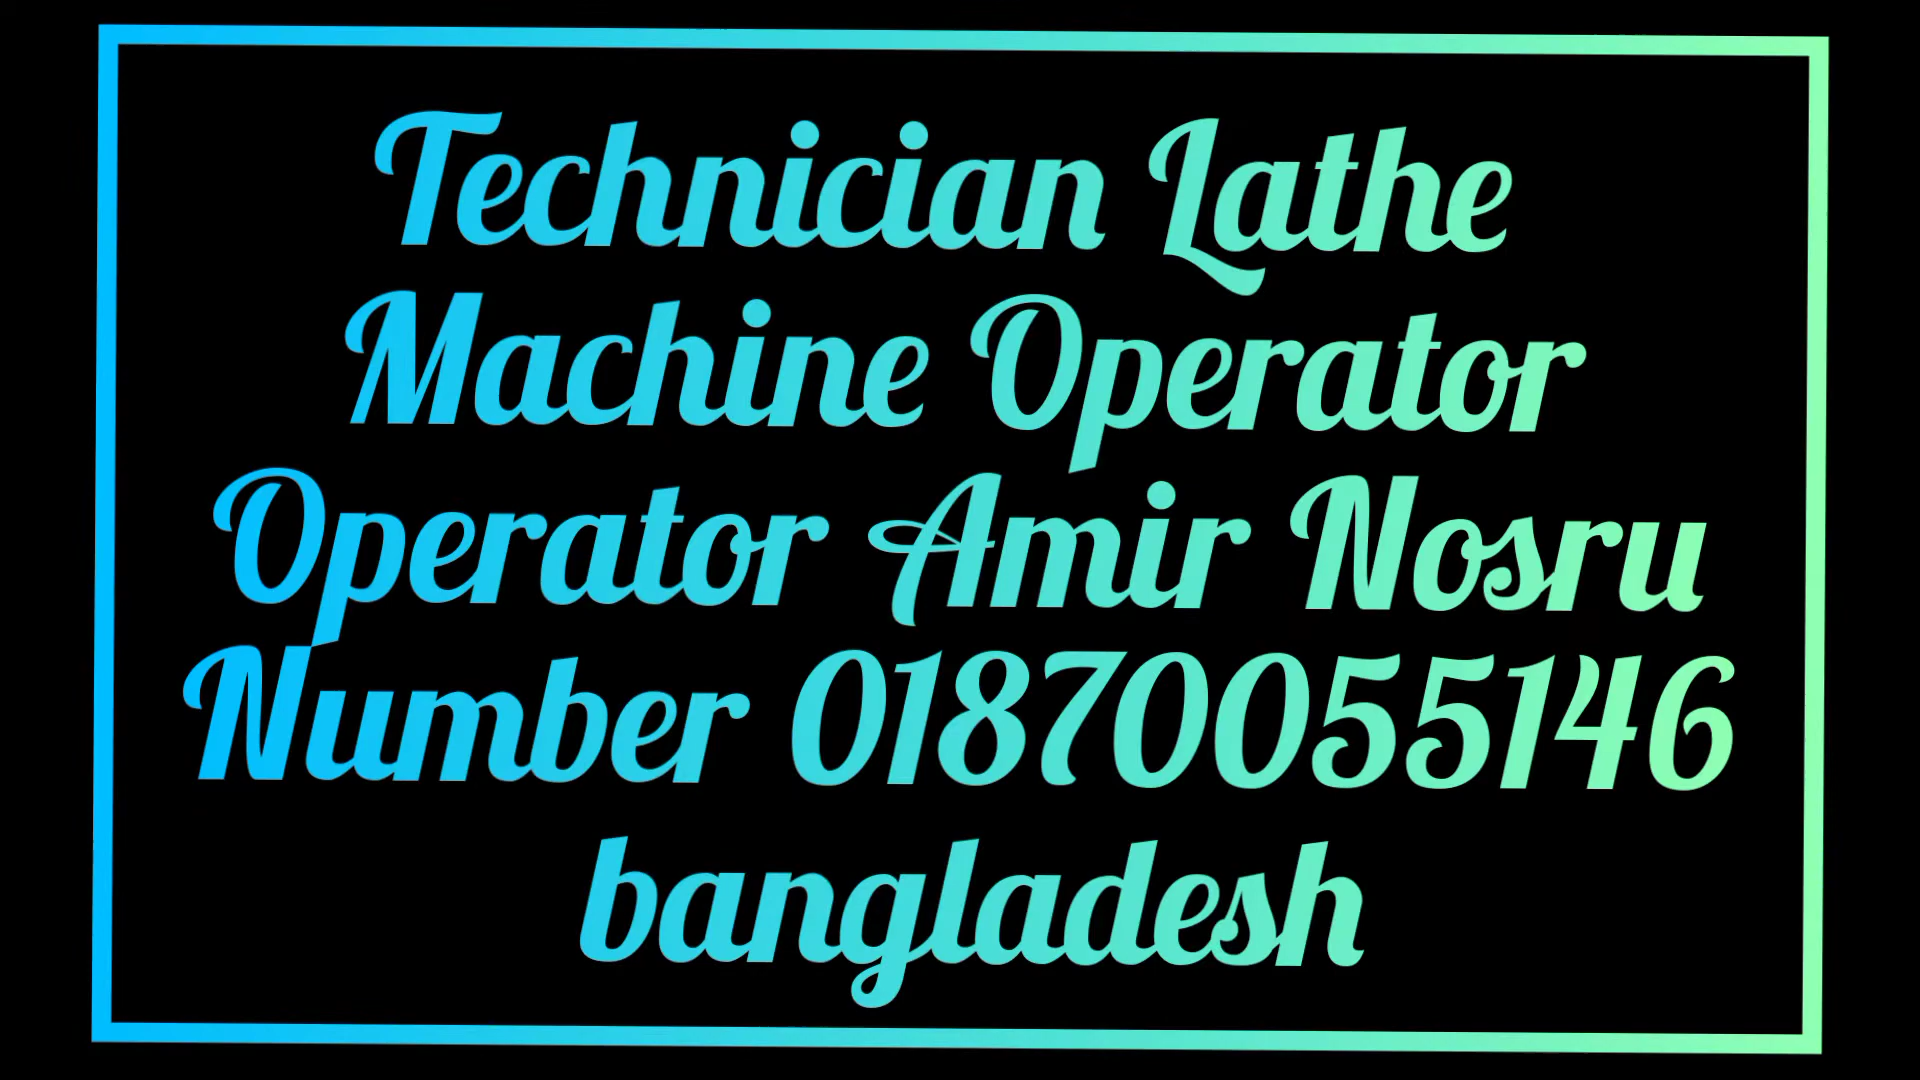 Technician Lathe
Machine Operator
Operator Amir Nosru
Number 01870055146
bangladesh